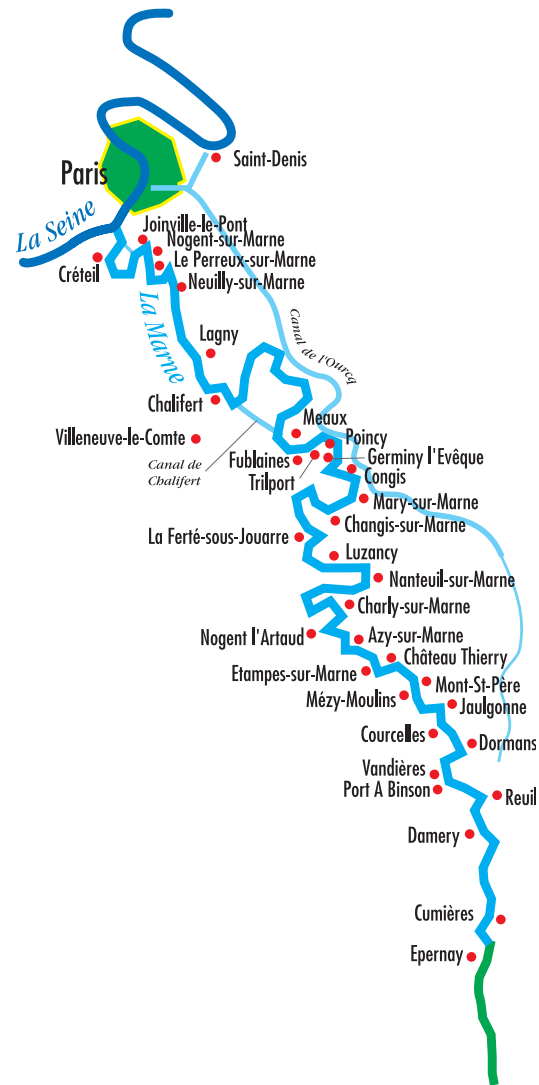 Saint-Denis
Paris
La Seine
Joinville-le-Pont
Nogent-sur-Marne
Le Perreux-sur-Marne
Créteil
Neuilly-sur-Marne
La Marne
Canal de l'Ourcq
Lagny
Chalifert
Meaux
Villeneuve-le-Comte
Poincy
Canal de
Chalifert
Fublaines
Germiny l'Evêque
Trilport
Congis
Mary-sur-Marne
Changis-sur-Marne
La Ferté-sous-Jouarre
Luzancy
Nanteuil-sur-Marne
Charly-sur-Marne
Nogent l'Artaud
Azy-sur-Marne
Château Thierry
Etampes-sur-Marne
Mont-St-Père
Mézy-Moulins
Jaulgonne
Courcelles
Dormans
Vandières
Port A Binson
Reuil
Damery
Cumières
Epernay